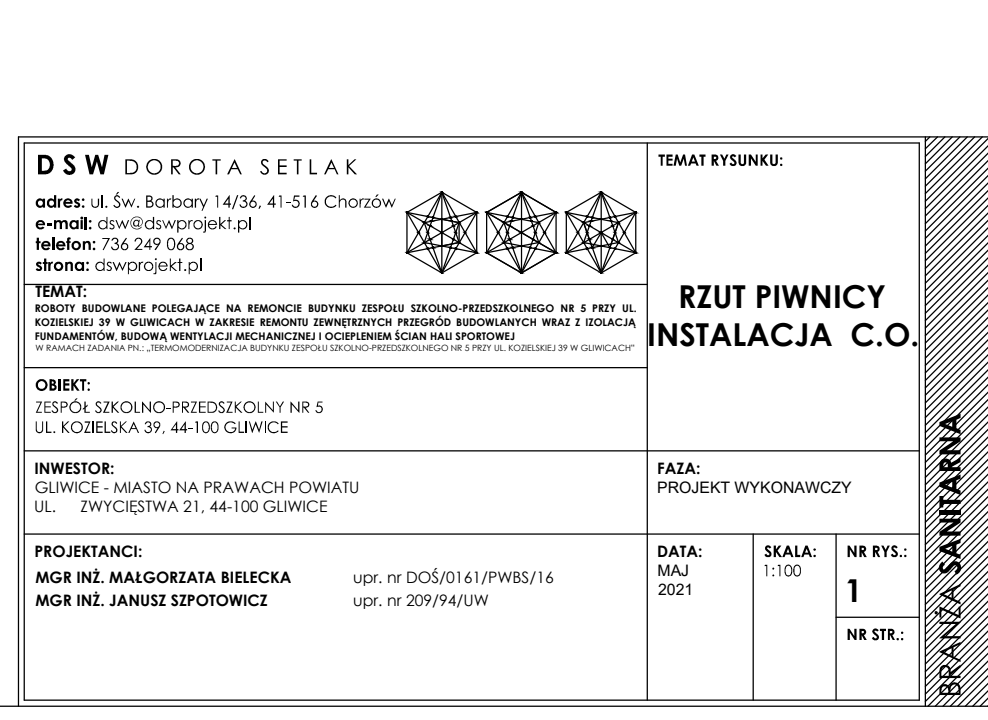 DSW DOROTA SETLAK
adres: ul. Św. Barbary 14/36, 41-516 Chorzów
e-mail: dsw@dswprojekt.pl
telefon: 736 249 068
strona: dswprojekt.pl
TEMAT:
ROBOTY BUDOWLANE POLEGAJĄCE NA REMONCIE BUDYNKU ZESPOŁU SZKOLNO-PRZEDSZKOLNEGO NR 5 PRZY UL.
KOZIELSKIEJ 39 W GLIWICACH W ZAKRESIE REMONTU ZEWNĘTRZNYCH PRZEGRÓD BUDOWLANYCH WRAZ Z IZOLACJĄ
FUNDAMENTÓW, BUDOWĄ WENTYLACJI MECHANICZNEJ I OCIEPLENIEM ŚCIAN HALI SPORTOWEJ
W RAMACH ZADANIA PN.: „TERMOMODERNIZACJA BUDYNKU ZESPOŁU SZKOLNO-PRZEDSZKOLNEGO NR 5 PRZY UL. KOZIELSKIEJ 39 W GLIWICACH"
OBIEKT:
ZESPÓŁ SZKOLNO-PRZEDSZKOLNY NR 5
UL. KOZIELSKA 39, 44-100 GLIWICE
INWESTOR:
GLIWICE - MIASTO NA PRAWACH POWIATU
UL. ZWYCIĘSTWA 21, 44-100 GLIWICE
PROJEKTANCI:
MGR INŻ. MAŁGORZATA BIELECKA upr. nr DOŚ/0161/PWBS/16
MGR INŻ. JANUSZ SZPOTOWICZ upr. nr 209/94/UW
TEMAT RYSUNKU:
RZUT PIWNICY
INSTALACJA C.O.
FAZA:
PROJEKT WYKONAWCZY
DATA:
MAJ
2021
SKALA:
1:100
NR RYS.:
1
NR STR.:
BRANŻA SANITARNA